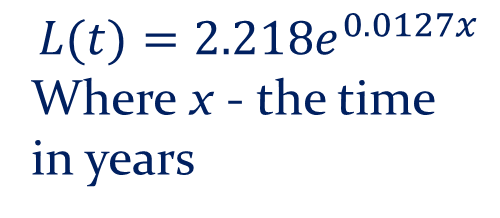 L(t) = 2.218e^{0.0127x}
Where x - the time
in years